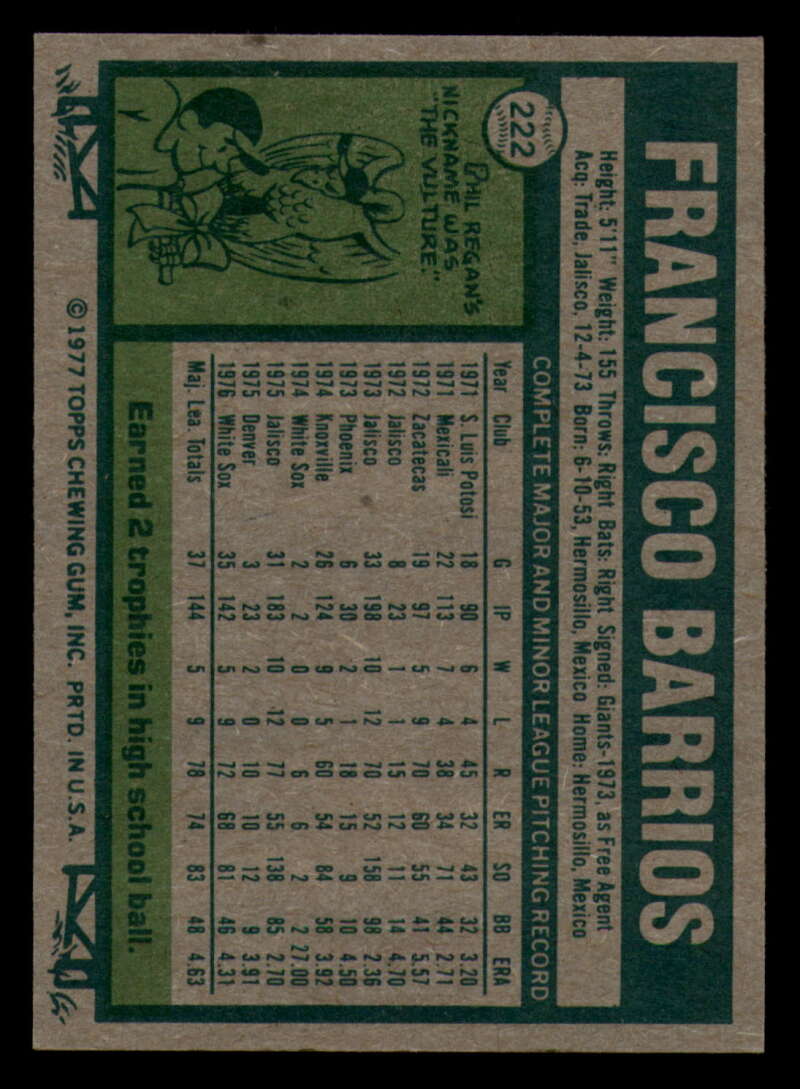 222
FRANCISCO BARRIOS
Height: 5'11" Weight: 155 Throws: Right Bats: Right Signed: Giants-1973, as Free Agent
Acq: Trade, Jalisco, 12-4-73 Born: 6-10-53, Hermosillo, Mexico Home: Hermosillo, Mexico
PHIL REGAN'S
NICKNAME WAS
"THE VULTURE."
COMPLETE MAJOR AND MINOR LEAGUE PITCHING RECORD
Year Club G IP W L R ER SO BB ERA
1971 S. Luis Potosi 18 90 6 4 45 32 43 32 3.20
1971 Mexicali 22 113 7 4 38 34 71 44 2.71
1972 Zacatecas 19 97 5 9 70 60 55 41 5.57
1972 Jalisco 8 23 1 1 15 12 11 14 4.70
1973 Jalisco 33 198 10 12 70 52 158 98 2.36
1973 Phoenix 6 30 2 1 18 15 9 10 4.50
1974 Knoxville 26 124 9 5 60 54 84 58 3.92
1974 White Sox 2 2 0 0 6 6 2 2 27.00
1975 Jalisco 31 183 10 12 77 55 138 85 2.70
1975 Denver 3 23 2 0 10 10 12 9 3.91
1976 White Sox 35 142 5 9 72 68 81 46 4.31
Maj. Lea. Totals 37 144 5 9 78 74 83 48 4.63
Earned 2 trophies in high school ball.
©1977 TOPPS CHEWING GUM, INC. PRTD. IN U.S.A.